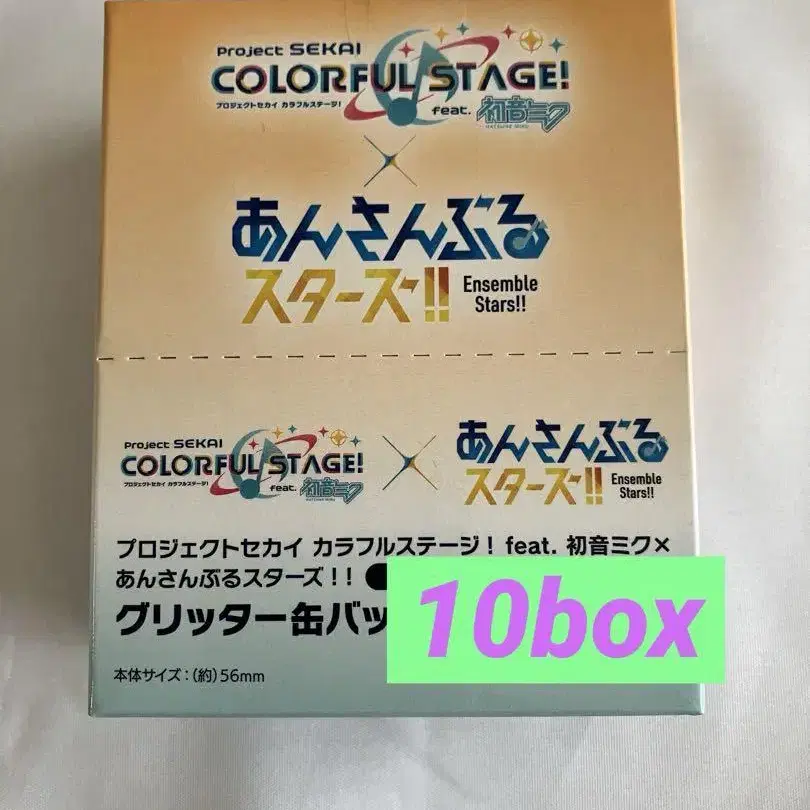 Project SEKAI
COLORFUL STAGE!
プロジェクトセカイ カラフルステージ!
feat. 初音ミク
HATSUNE MIKU
×
あんさんぶる
スターズ!!
Ensemble
Stars!!
Project SEKAI
COLORFUL STAGE!
プロジェクトセカイ カラフルステージ!
feat. 初音ミク
×
あんさんぶる
スターズ!!
Ensemble
Stars!!
プロジェクトセカイ カラフルステージ! feat. 初音ミク×
あんさんぶるスターズ!!
グリッター缶バッ
10box
本体サイズ:(約)56mm